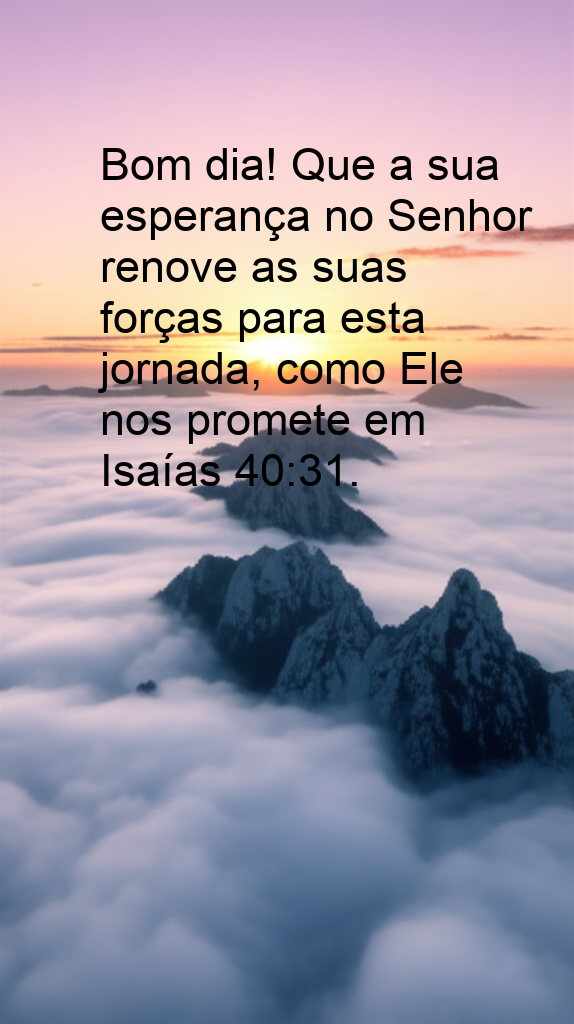 Bom dia! Que a sua
esperança no Senhor
renove as suas
forças para esta
jornada, como Ele
nos promete em
Isaías 40:31.